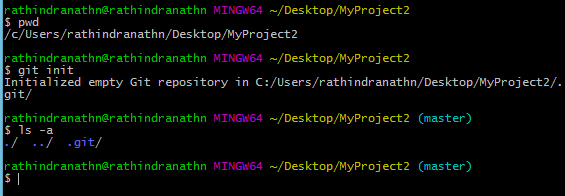 rathindranathn@rathindranathn MINGW64 ~/Desktop/MyProject2
$ pwd
/c/Users/rathindranathn/Desktop/MyProject2
rathindranathn@rathindranathn MINGW64 ~/Desktop/MyProject2
$ git init
Initialized empty Git repository in C:/Users/rathindranathn/Desktop/MyProject2/.
git/
rathindranathn@rathindranathn MINGW64 ~/Desktop/MyProject2 (master)
$ ls -a
./  ../  .git/
rathindranathn@rathindranathn MINGW64 ~/Desktop/MyProject2 (master)
$